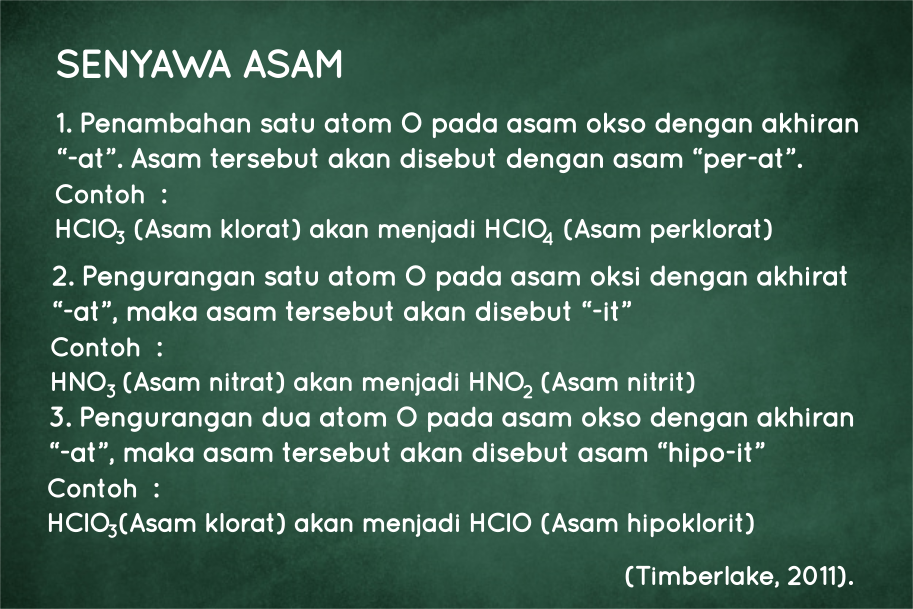 SENYAWA ASAM
1. Penambahan satu atom O pada asam okso dengan akhiran
“-at”. Asam tersebut akan disebut dengan asam “per-at”.
Contoh :
HClO₃ (Asam klorat) akan menjadi HClO₄ (Asam perklorat)
2. Pengurangan satu atom O pada asam oksi dengan akhirat
“-at”, maka asam tersebut akan disebut “-it”
Contoh :
HNO₃ (Asam nitrat) akan menjadi HNO₂ (Asam nitrit)
3. Pengurangan dua atom O pada asam okso dengan akhiran
“-at”, maka asam tersebut akan disebut asam “hipo-it”
Contoh :
HClO₃(Asam klorat) akan menjadi HClO (Asam hipoklorit)
(Timberlake, 2011).